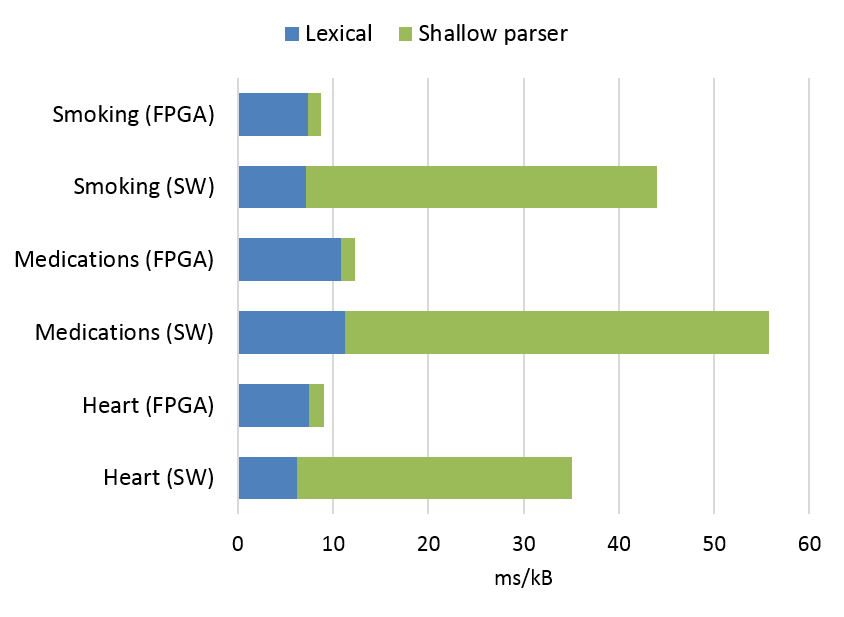 Lexical Shallow parser
Smoking (FPGA)
Smoking (SW)
Medications (FPGA)
Medications (SW)
Heart (FPGA)
Heart (SW)
0 10 20 30 40 50 60
ms/kB